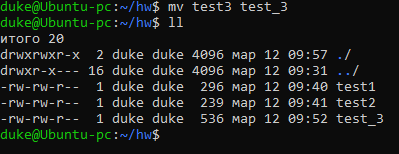 duke@Ubuntu-pc:~/hw$ mv test3 test_3
duke@Ubuntu-pc:~/hw$ ll
итого 20
drwxrwxr-x  2 duke duke 4096 мар 12 09:57 ./
drwxr-x--- 16 duke duke 4096 мар 12 09:31 ../
-rw-rw-r--  1 duke duke  296 мар 12 09:40 test1
-rw-rw-r--  1 duke duke  239 мар 12 09:41 test2
-rw-rw-r--  1 duke duke  536 мар 12 09:52 test_3
duke@Ubuntu-pc:~/hw$